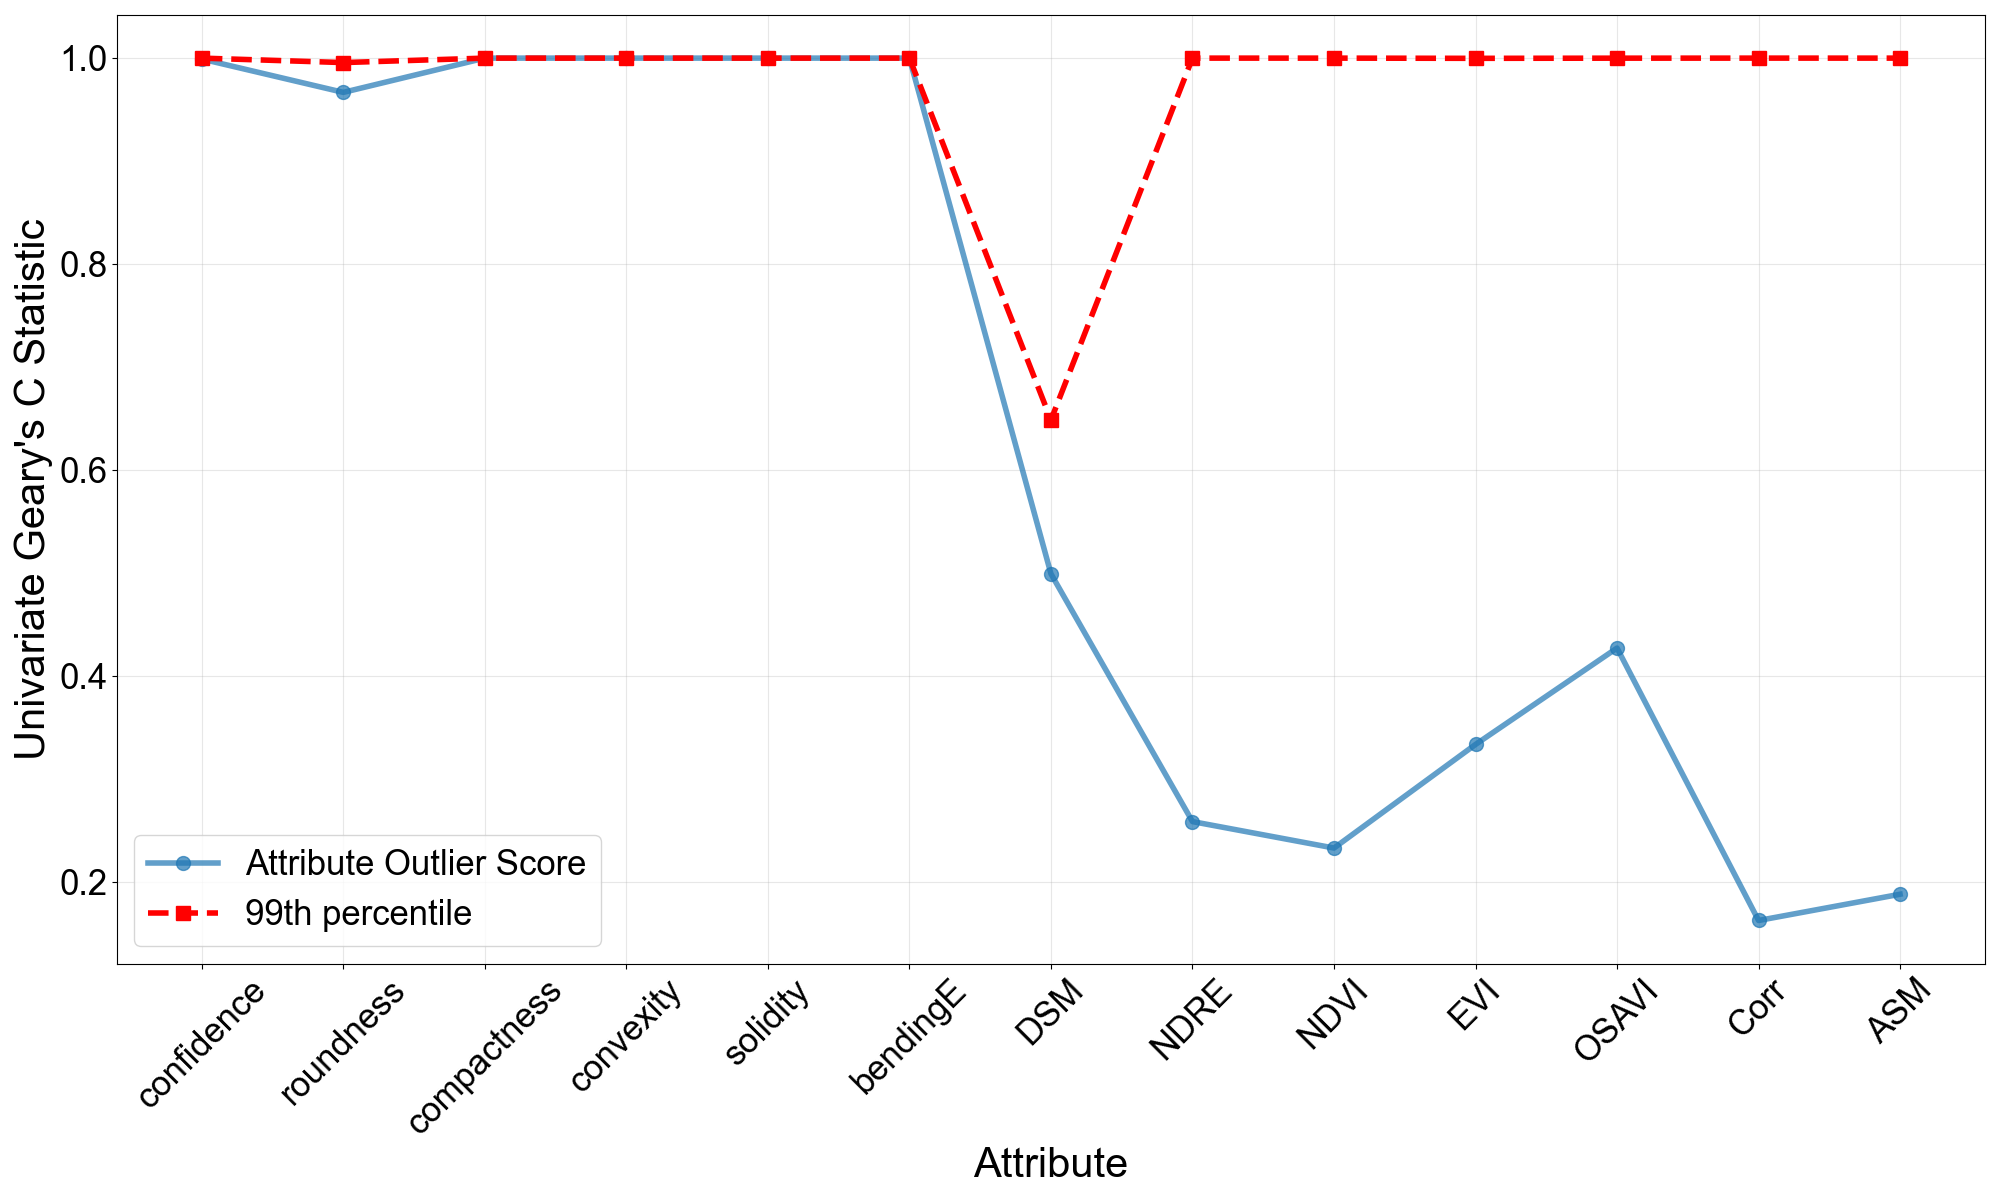 1.0
0.8
0.6
0.4
0.2
Univariate Geary's C Statistic
Attribute Outlier Score
99th percentile
confidence
roundness
compactness
convexity
solidity
bendingE
DSM
NDRE
NDVI
EVI
OSAVI
Corr
ASM
Attribute